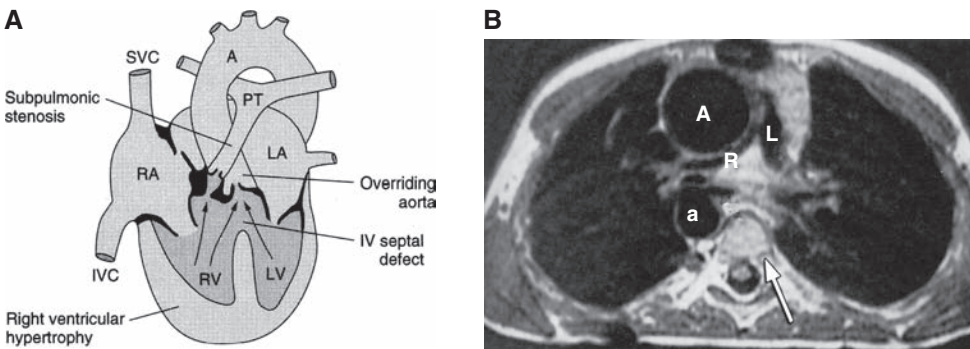 A
SVC
A
PT
Subpulmonic
stenosis
LA
RA
Overriding
aorta
IV septal
defect
RV
LV
IVC
Right ventricular
hypertrophy
B
A
L
R
a